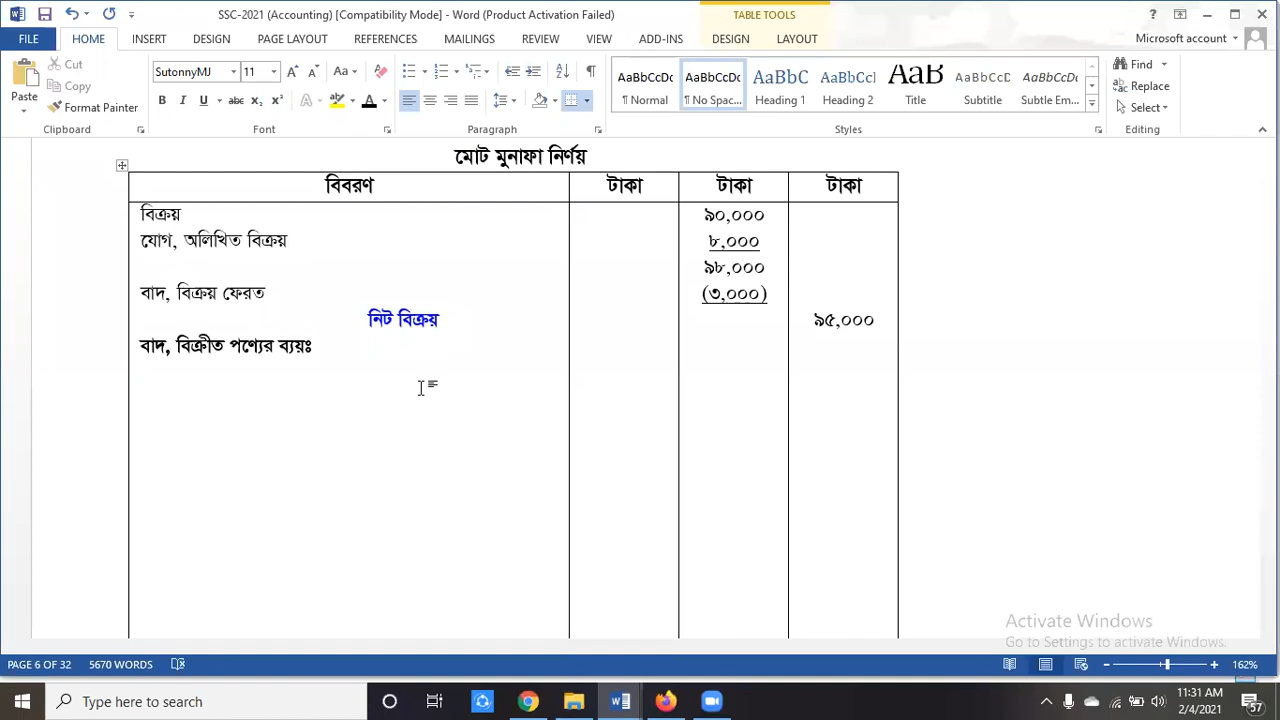 SSC-2021 (Accounting) [Compatibility Mode] - Word (Product Activation Failed)
TABLE TOOLS
?
FILE HOME INSERT DESIGN PAGE LAYOUT REFERENCES MAILINGS REVIEW VIEW ADD-INS DESIGN LAYOUT Microsoft account
Paste Cut Copy Format Painter
SutonnyMJ 11
AaBbCcDc AaBbCcDc AaBbC AaBbCcI AaB AaBbCcD AaBbCcDc
¶ Normal ¶ No Spac... Heading Heading 2 Title Subtitle Subtle Em...
Find Replace Select
Clipboard Font Paragraph Styles Editing
মোট মুনাফা নির্ণয়
বিবরণ টাকা টাকা টাকা
বিক্রয় ৯০,০০০
যোগ, অলিখিত বিক্রয় ৮,০০০
৯৮,০০০
বাদ, বিক্রয় ফেরত (৩,০০০)
নিট বিক্রয় ৯৫,০০০
বাদ, বিক্রীত পণ্যের ব্যয়ঃ
Activate Windows
Go to Settings to activate Windows.
PAGE 6 OF 32 5670 WORDS 162%
Type here to search
11:31 AM
2/4/2021
57